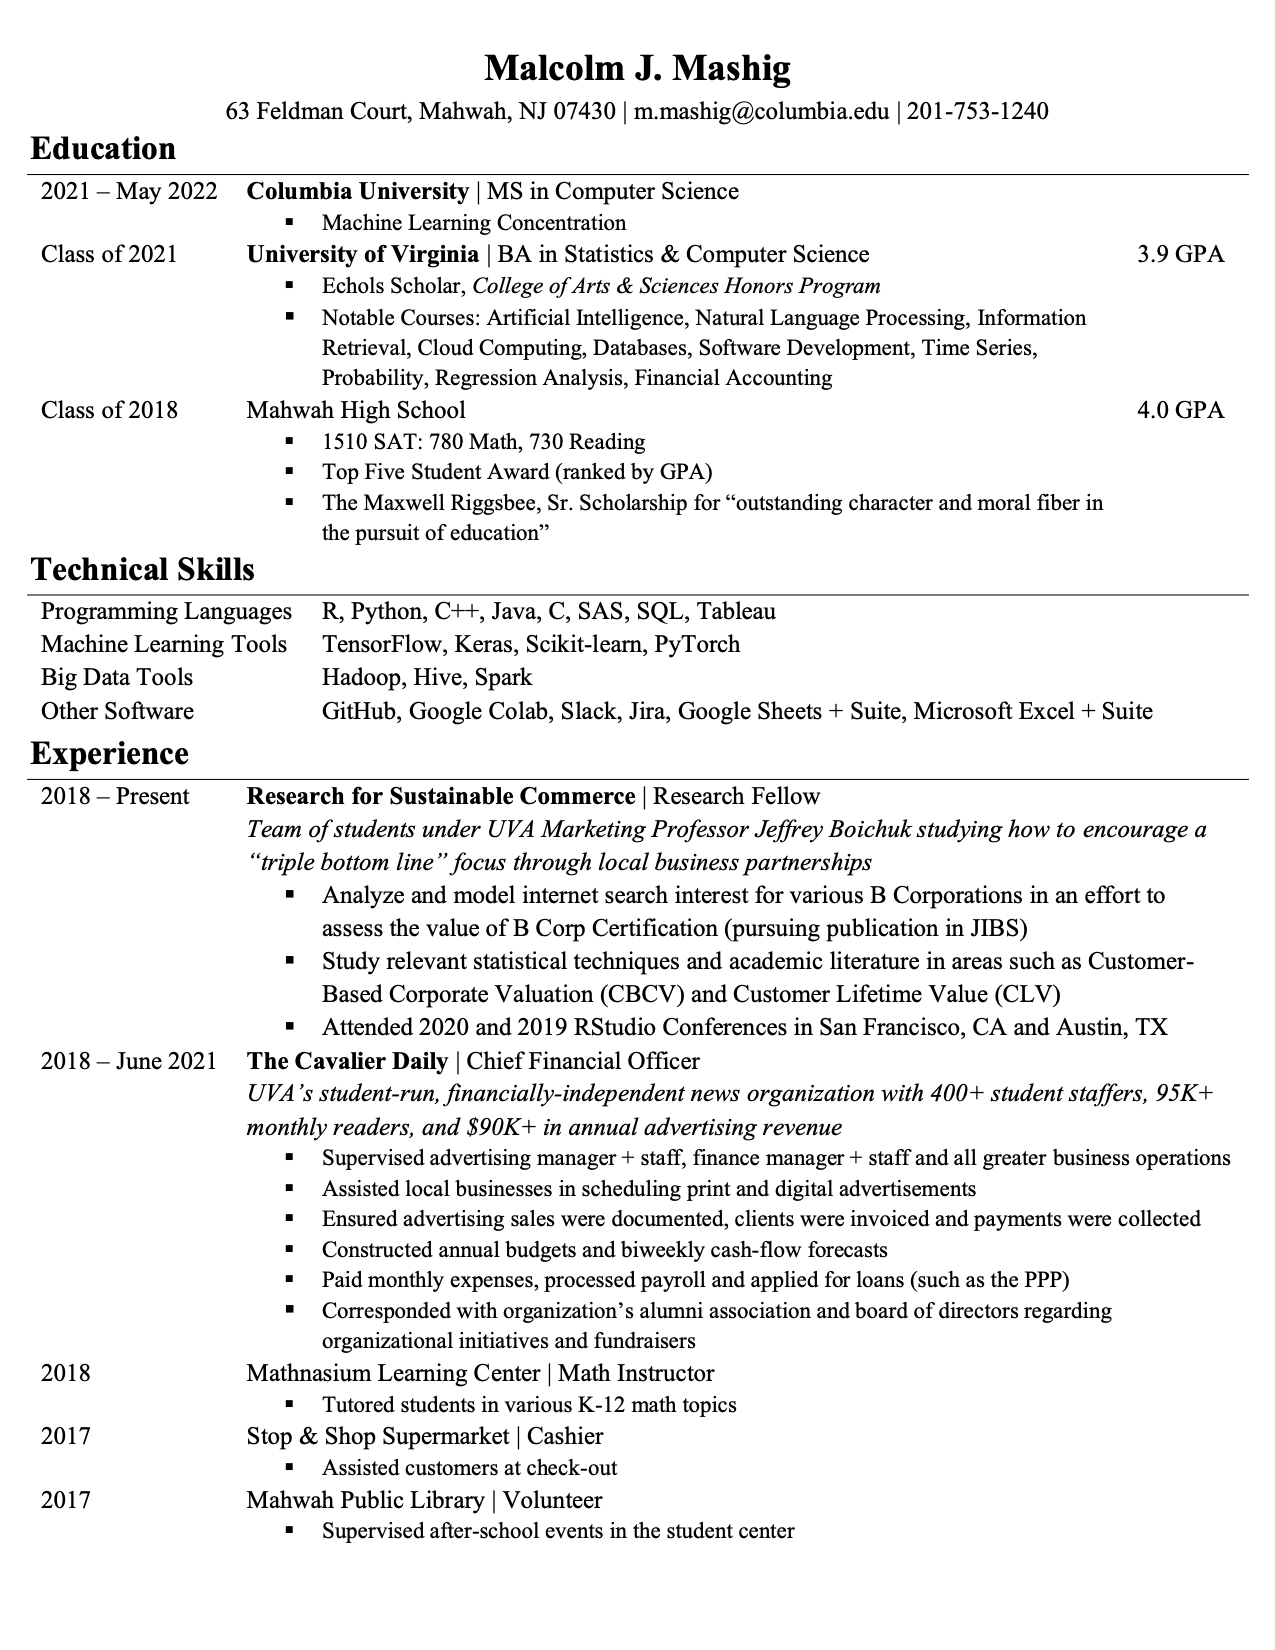 Malcolm J. Mashig
63 Feldman Court, Mahwah, NJ 07430 | m.mashig@columbia.edu | 201-753-1240
Education
2021 – May 2022 Columbia University | MS in Computer Science
▪ Machine Learning Concentration
Class of 2021 University of Virginia | BA in Statistics & Computer Science 3.9 GPA
▪ Echols Scholar, College of Arts & Sciences Honors Program
▪ Notable Courses: Artificial Intelligence, Natural Language Processing, Information
Retrieval, Cloud Computing, Databases, Software Development, Time Series,
Probability, Regression Analysis, Financial Accounting
Class of 2018 Mahwah High School 4.0 GPA
▪ 1510 SAT: 780 Math, 730 Reading
▪ Top Five Student Award (ranked by GPA)
▪ The Maxwell Riggsbee, Sr. Scholarship for “outstanding character and moral fiber in
the pursuit of education”
Technical Skills
Programming Languages R, Python, C++, Java, C, SAS, SQL, Tableau
Machine Learning Tools TensorFlow, Keras, Scikit-learn, PyTorch
Big Data Tools Hadoop, Hive, Spark
Other Software GitHub, Google Colab, Slack, Jira, Google Sheets + Suite, Microsoft Excel + Suite
Experience
2018 – Present Research for Sustainable Commerce | Research Fellow
Team of students under UVA Marketing Professor Jeffrey Boichuk studying how to encourage a
“triple bottom line” focus through local business partnerships
▪ Analyze and model internet search interest for various B Corporations in an effort to
assess the value of B Corp Certification (pursuing publication in JIBS)
▪ Study relevant statistical techniques and academic literature in areas such as Customer-
Based Corporate Valuation (CBCV) and Customer Lifetime Value (CLV)
▪ Attended 2020 and 2019 RStudio Conferences in San Francisco, CA and Austin, TX
2018 – June 2021 The Cavalier Daily | Chief Financial Officer
UVA’s student-run, financially-independent news organization with 400+ student staffers, 95K+
monthly readers, and $90K+ in annual advertising revenue
▪ Supervised advertising manager + staff, finance manager + staff and all greater business operations
▪ Assisted local businesses in scheduling print and digital advertisements
▪ Ensured advertising sales were documented, clients were invoiced and payments were collected
▪ Constructed annual budgets and biweekly cash-flow forecasts
▪ Paid monthly expenses, processed payroll and applied for loans (such as the PPP)
▪ Corresponded with organization’s alumni association and board of directors regarding
organizational initiatives and fundraisers
2018 Mathnasium Learning Center | Math Instructor
▪ Tutored students in various K-12 math topics
2017 Stop & Shop Supermarket | Cashier
▪ Assisted customers at check-out
2017 Mahwah Public Library | Volunteer
▪ Supervised after-school events in the student center